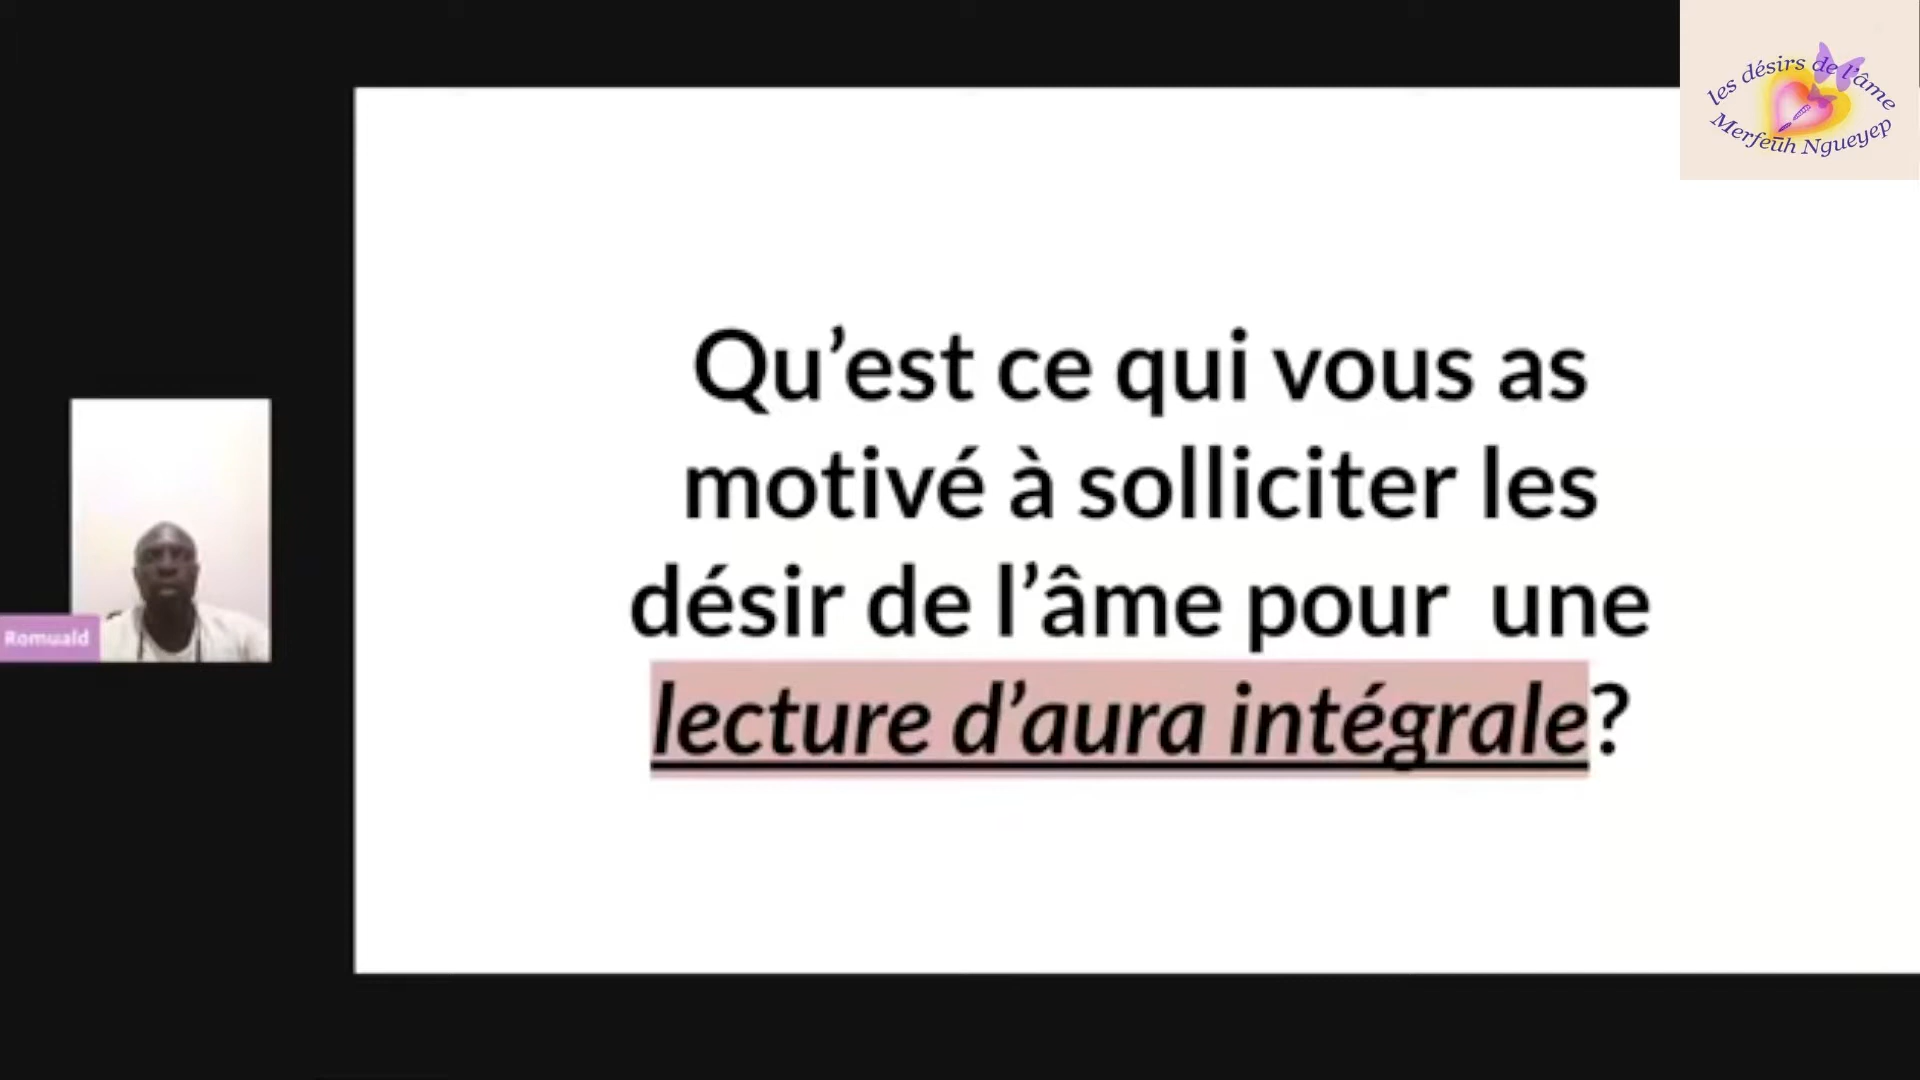 les désirs de l'âme
Merfeūh Ngueyep
Qu’est ce qui vous as
motivé à solliciter les
désir de l’âme pour une
lecture d’aura intégrale?
Romuald